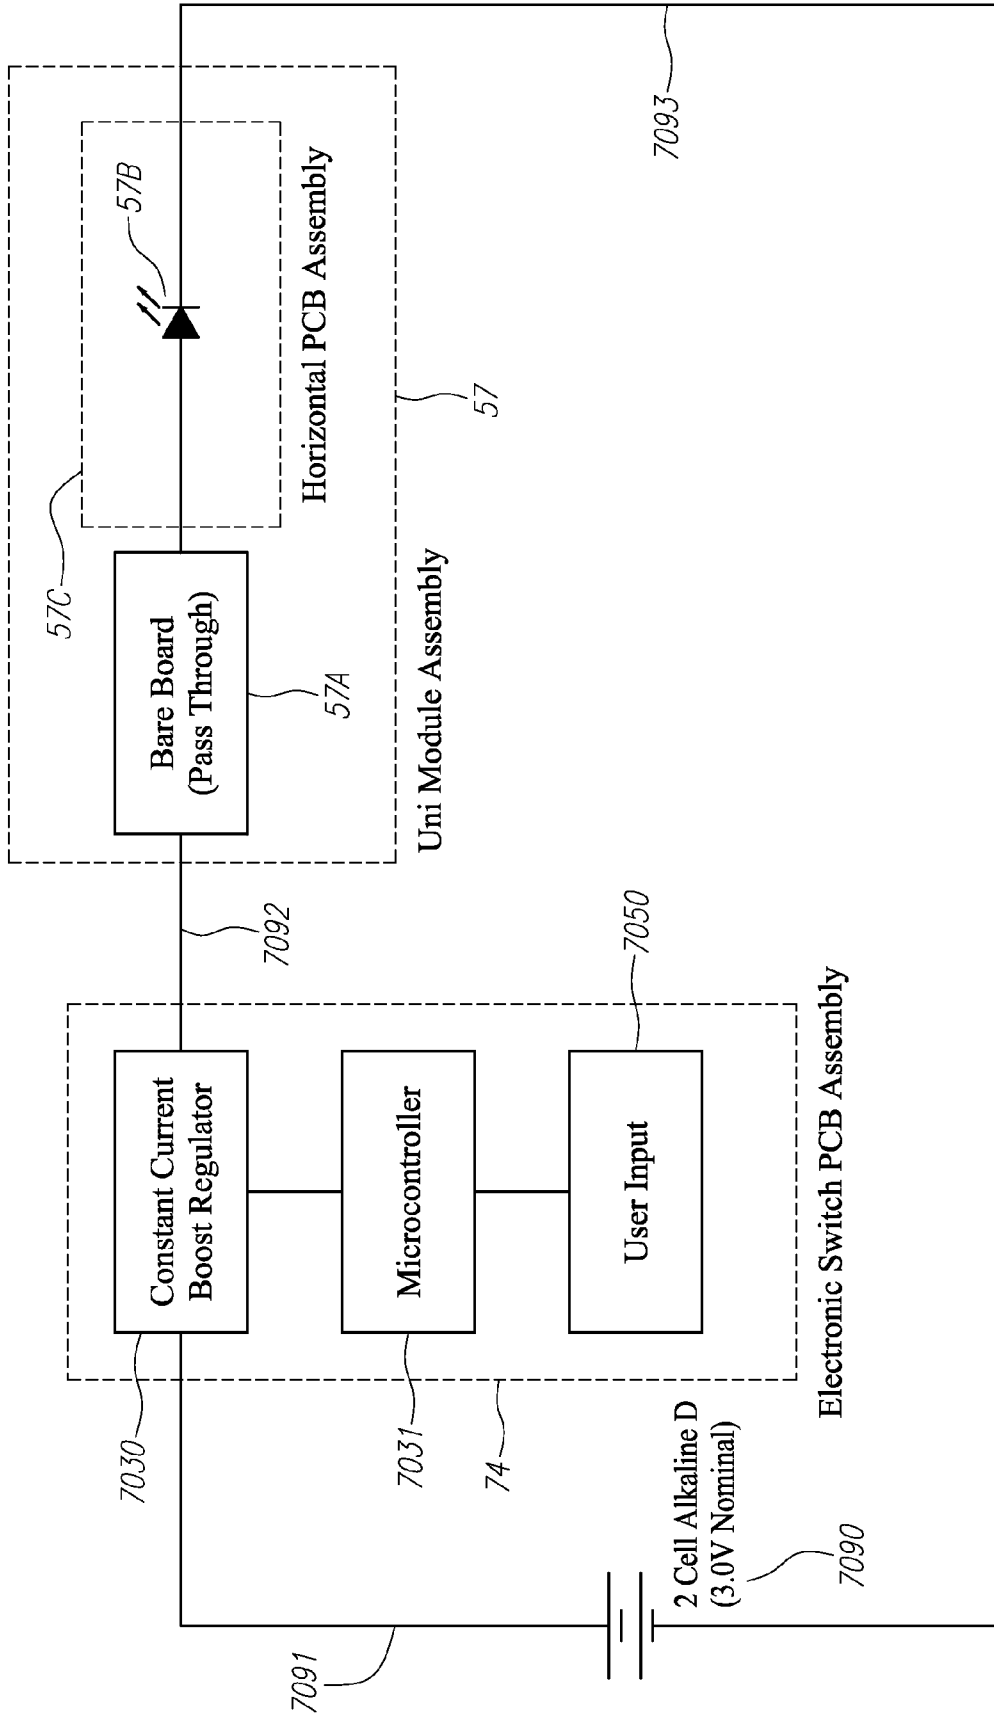 7030
Constant Current
Boost Regulator
7092
Bare Board
(Pass Through)
57A
57C
57B
Horizontal PCB Assembly
57
Uni Module Assembly
7031
Microcontroller
7050
User Input
74
Electronic Switch PCB Assembly
7091
2 Cell Alkaline D
(3.0V Nominal)
7090
7093